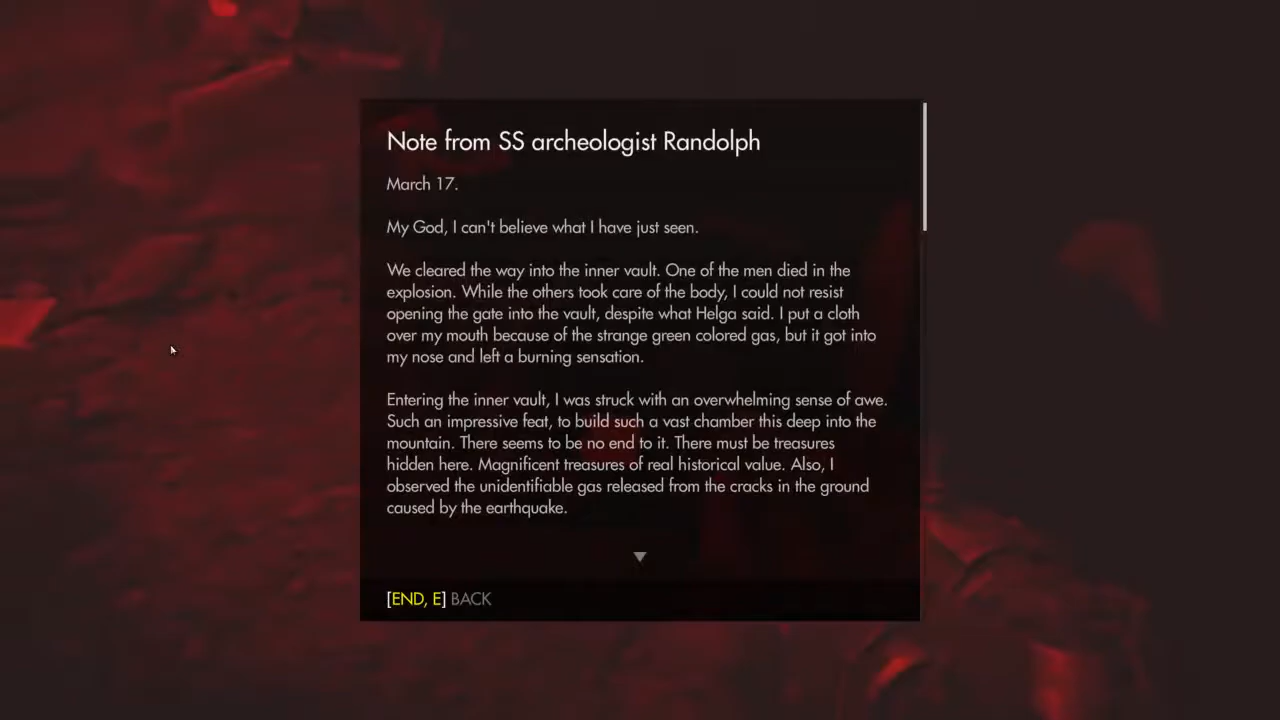 Note from SS archeologist Randolph
March 17.
My God, I can't believe what I have just seen.
We cleared the way into the inner vault. One of the men died in the
explosion. While the others took care of the body, I could not resist
opening the gate into the vault, despite what Helga said. I put a cloth
over my mouth because of the strange green colored gas, but it got into
my nose and left a burning sensation.
Entering the inner vault, I was struck with an overwhelming sense of awe.
Such an impressive feat, to build such a vast chamber this deep into the
mountain. There seems to be no end to it. There must be treasures
hidden here. Magnificent treasures of real historical value. Also, I
observed the unidentifiable gas released from the cracks in the ground
caused by the earthquake.
[END, E] BACK